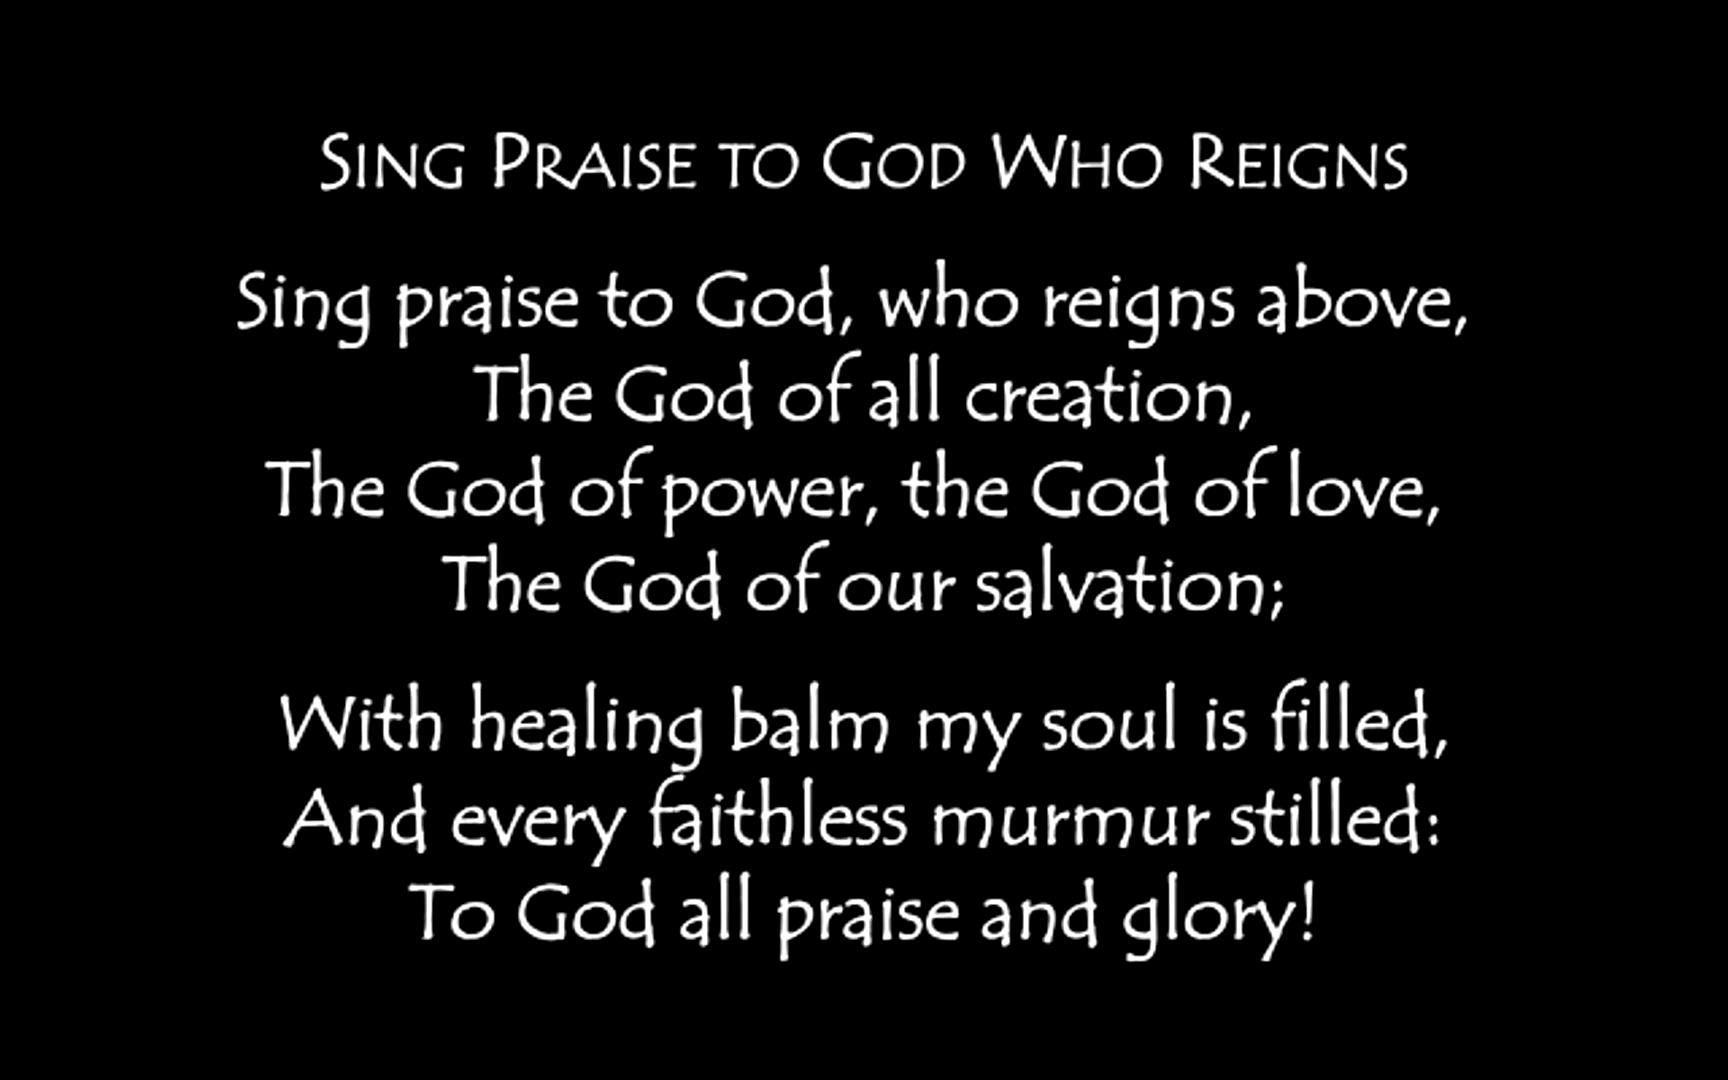 SING PRAISE TO GOD WHO REIGNS
Sing praise to God, who reigns above,
The God of all creation,
The God of power, the God of love,
The God of our salvation;
With healing balm my soul is filled,
And every faithless murmur stilled:
To God all praise and glory!